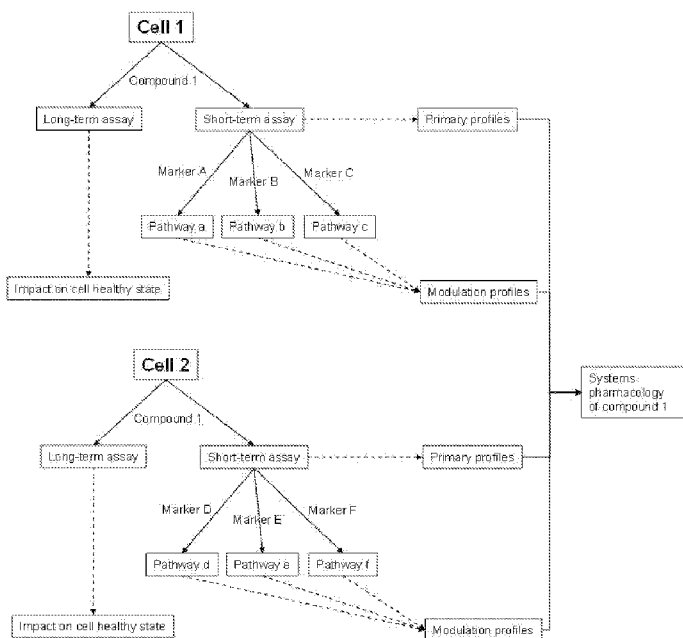 Cell 1
Compound 1
Long-term assay
Short-term assay
Primary profiles
Marker A
Marker B
Marker C
Pathway a
Pathway b
Pathway c
Impact on cell healthy state
Modulation profiles
Cell 2
Systems
pharmacology
of compound 1
Compound 1
Long-term assay
Short-term assay
Primary profiles
Marker D
Marker E
Marker F
Pathway d
Pathway e
Pathway f
Impact on cell healthy state
Modulation profiles